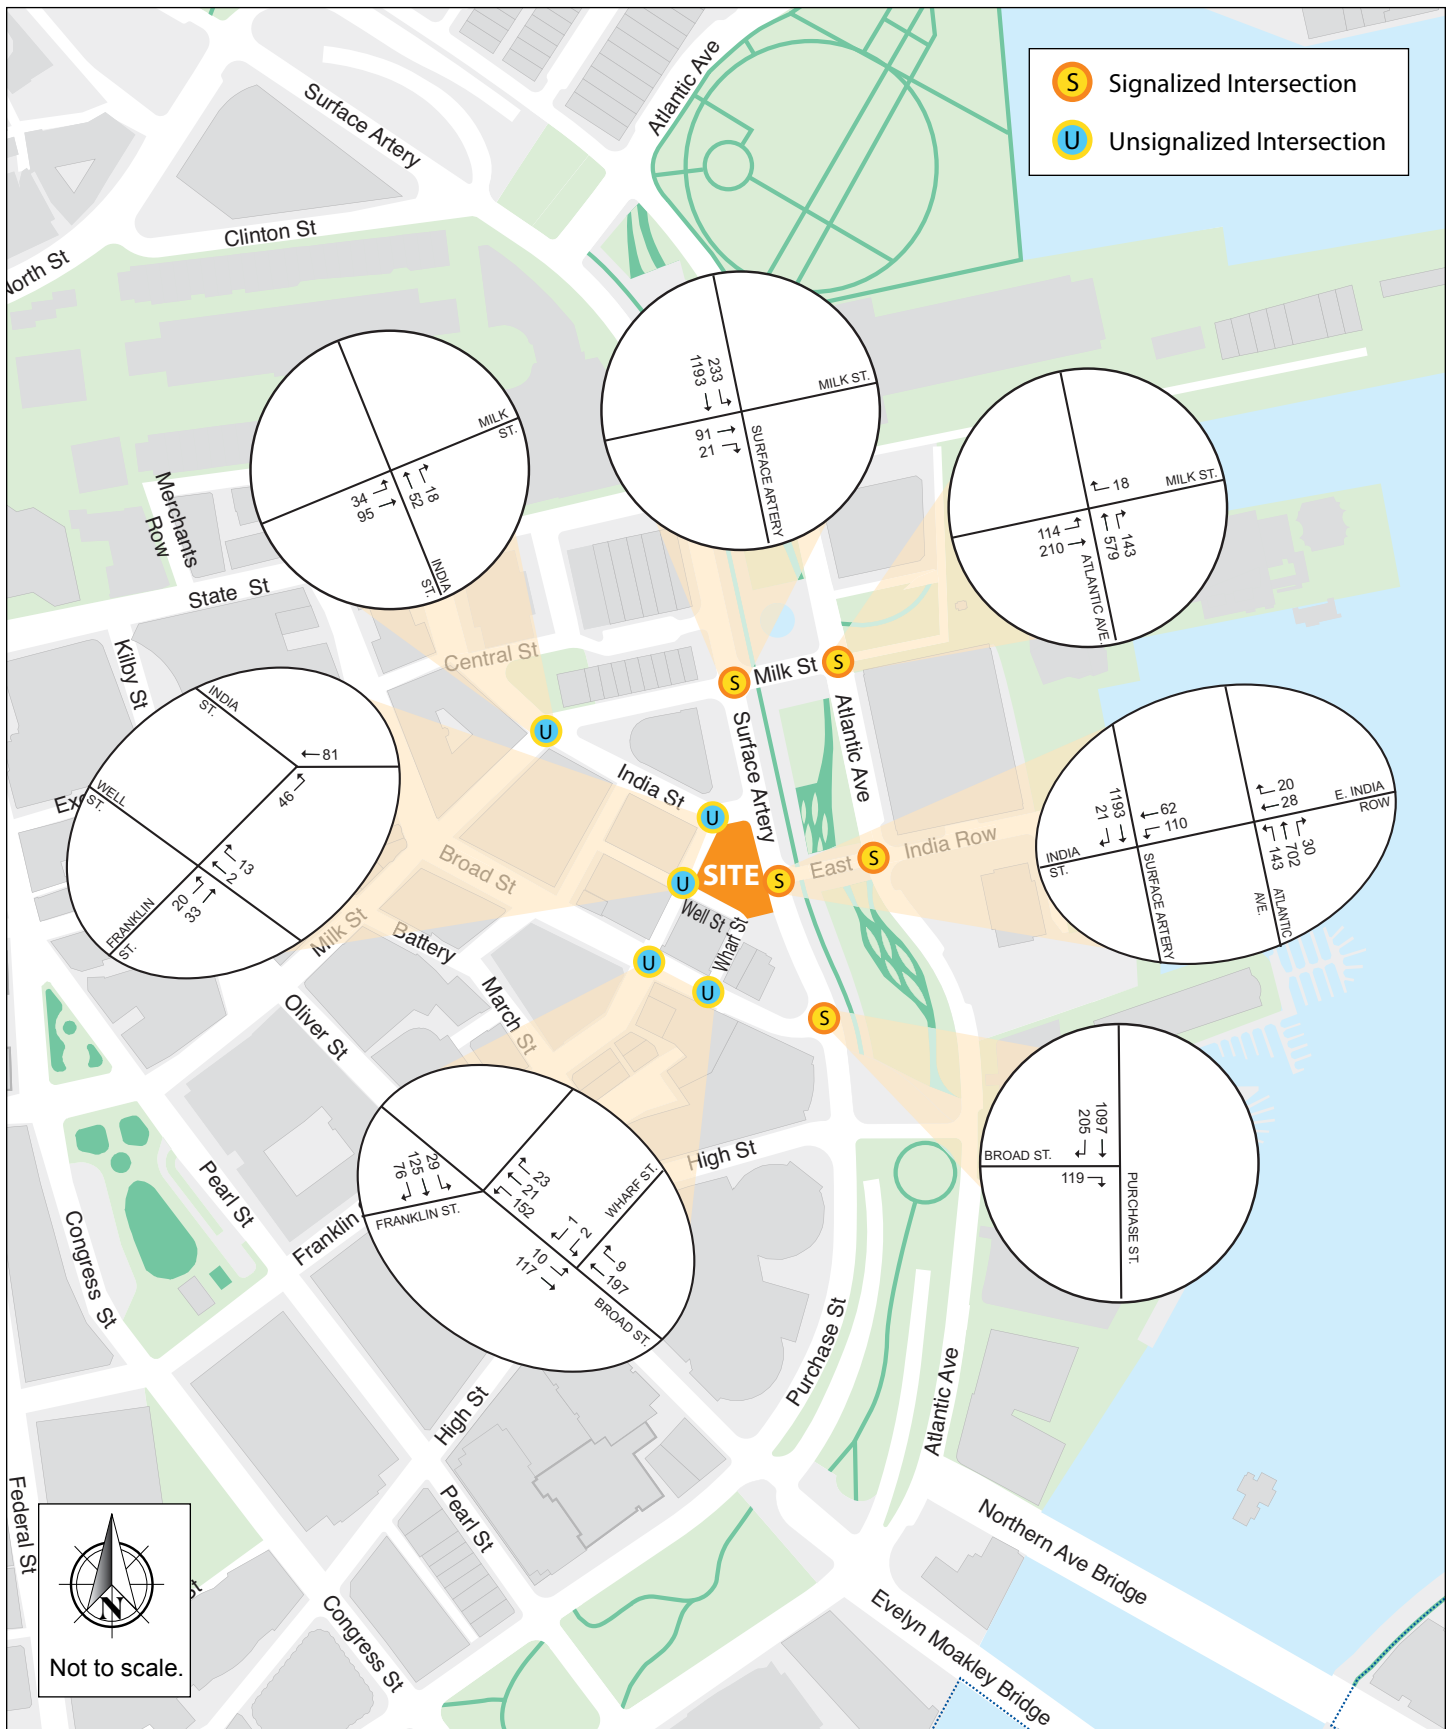 S Signalized Intersection
U Unsignalized Intersection
Atlantic Ave
Surface Artery
Clinton St
North St
Merchants
Row
State St
Kilby St
Central St
233
1193
91
21
MILK ST.
SURFACE ARTERY
MILK
ST.
34
95
52
18
INDIA
ST.
18
MILK ST.
114
210
143
579
ATLANTIC AVE.
S
Milk St
S
U
Surface Artery
Atlantic Ave
India St
U
INDIA
ST.
81
46
WELL
ST.
13
2
20
33
FRANKLIN
ST.
Broad St
U
SITE
S
East
S
India Row
1193
21
62
110
20
28
E. INDIA
ROW
INDIA
ST.
30
702
143
SURFACE ARTERY
ATLANTIC
AVE.
Well St
Wharf St
Milk St
Battery
March St
U
U
S
Oliver St
29
125
76
23
21
152
FRANKLIN ST.
WHARF ST.
1
2
10
117
9
197
BROAD ST.
1097
205
BROAD ST.
119
PURCHASE ST.
High St
Pearl St
Franklin
Congress St
Purchase St
Atlantic Ave
High St
Pearl St
Federal St
Congress St
Northern Ave Bridge
Evelyn Moakley Bridge
N
Not to scale.